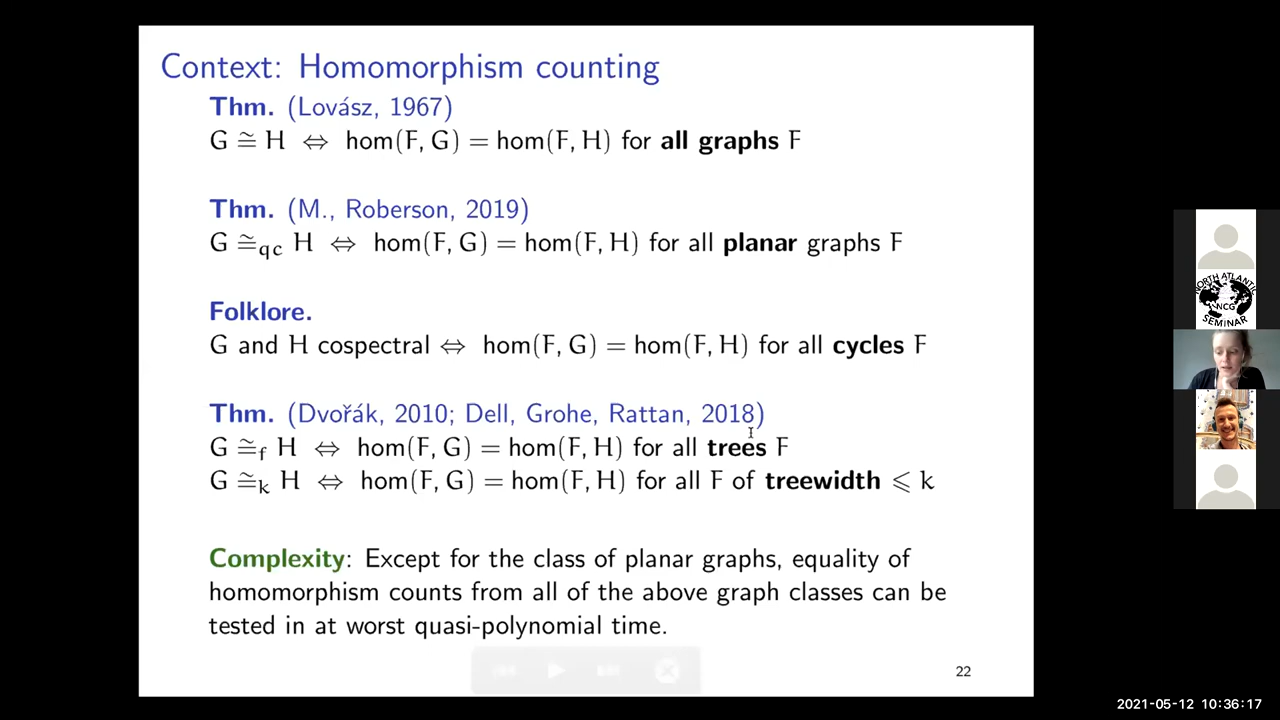 Context: Homomorphism counting
Thm. (Lovász, 1967)
G ≅ H ⇔ hom(F, G) = hom(F, H) for all graphs F
Thm. (M., Roberson, 2019)
G ≅qc H ⇔ hom(F, G) = hom(F, H) for all planar graphs F
Folklore.
G and H cospectral ⇔ hom(F, G) = hom(F, H) for all cycles F
Thm. (Dvořák, 2010; Dell, Grohe, Rattan, 2018)
G ≅f H ⇔ hom(F, G) = hom(F, H) for all trees F
G ≅k H ⇔ hom(F, G) = hom(F, H) for all F of treewidth ⩽ k
Complexity: Except for the class of planar graphs, equality of
homomorphism counts from all of the above graph classes can be
tested in at worst quasi-polynomial time.
22
NORTH ATLANTIC
NCG
SEMINAR
2021-05-12 10:36:17